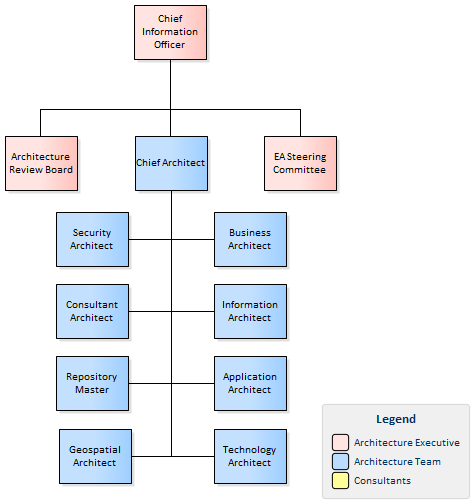 Chief
Information
Officer
Architecture
Review Board
Chief Architect
EA Steering
Committee
Security
Architect
Business
Architect
Consultant
Architect
Information
Architect
Repository
Master
Application
Architect
Geospatial
Architect
Technology
Architect
Legend
Architecture Executive
Architecture Team
Consultants